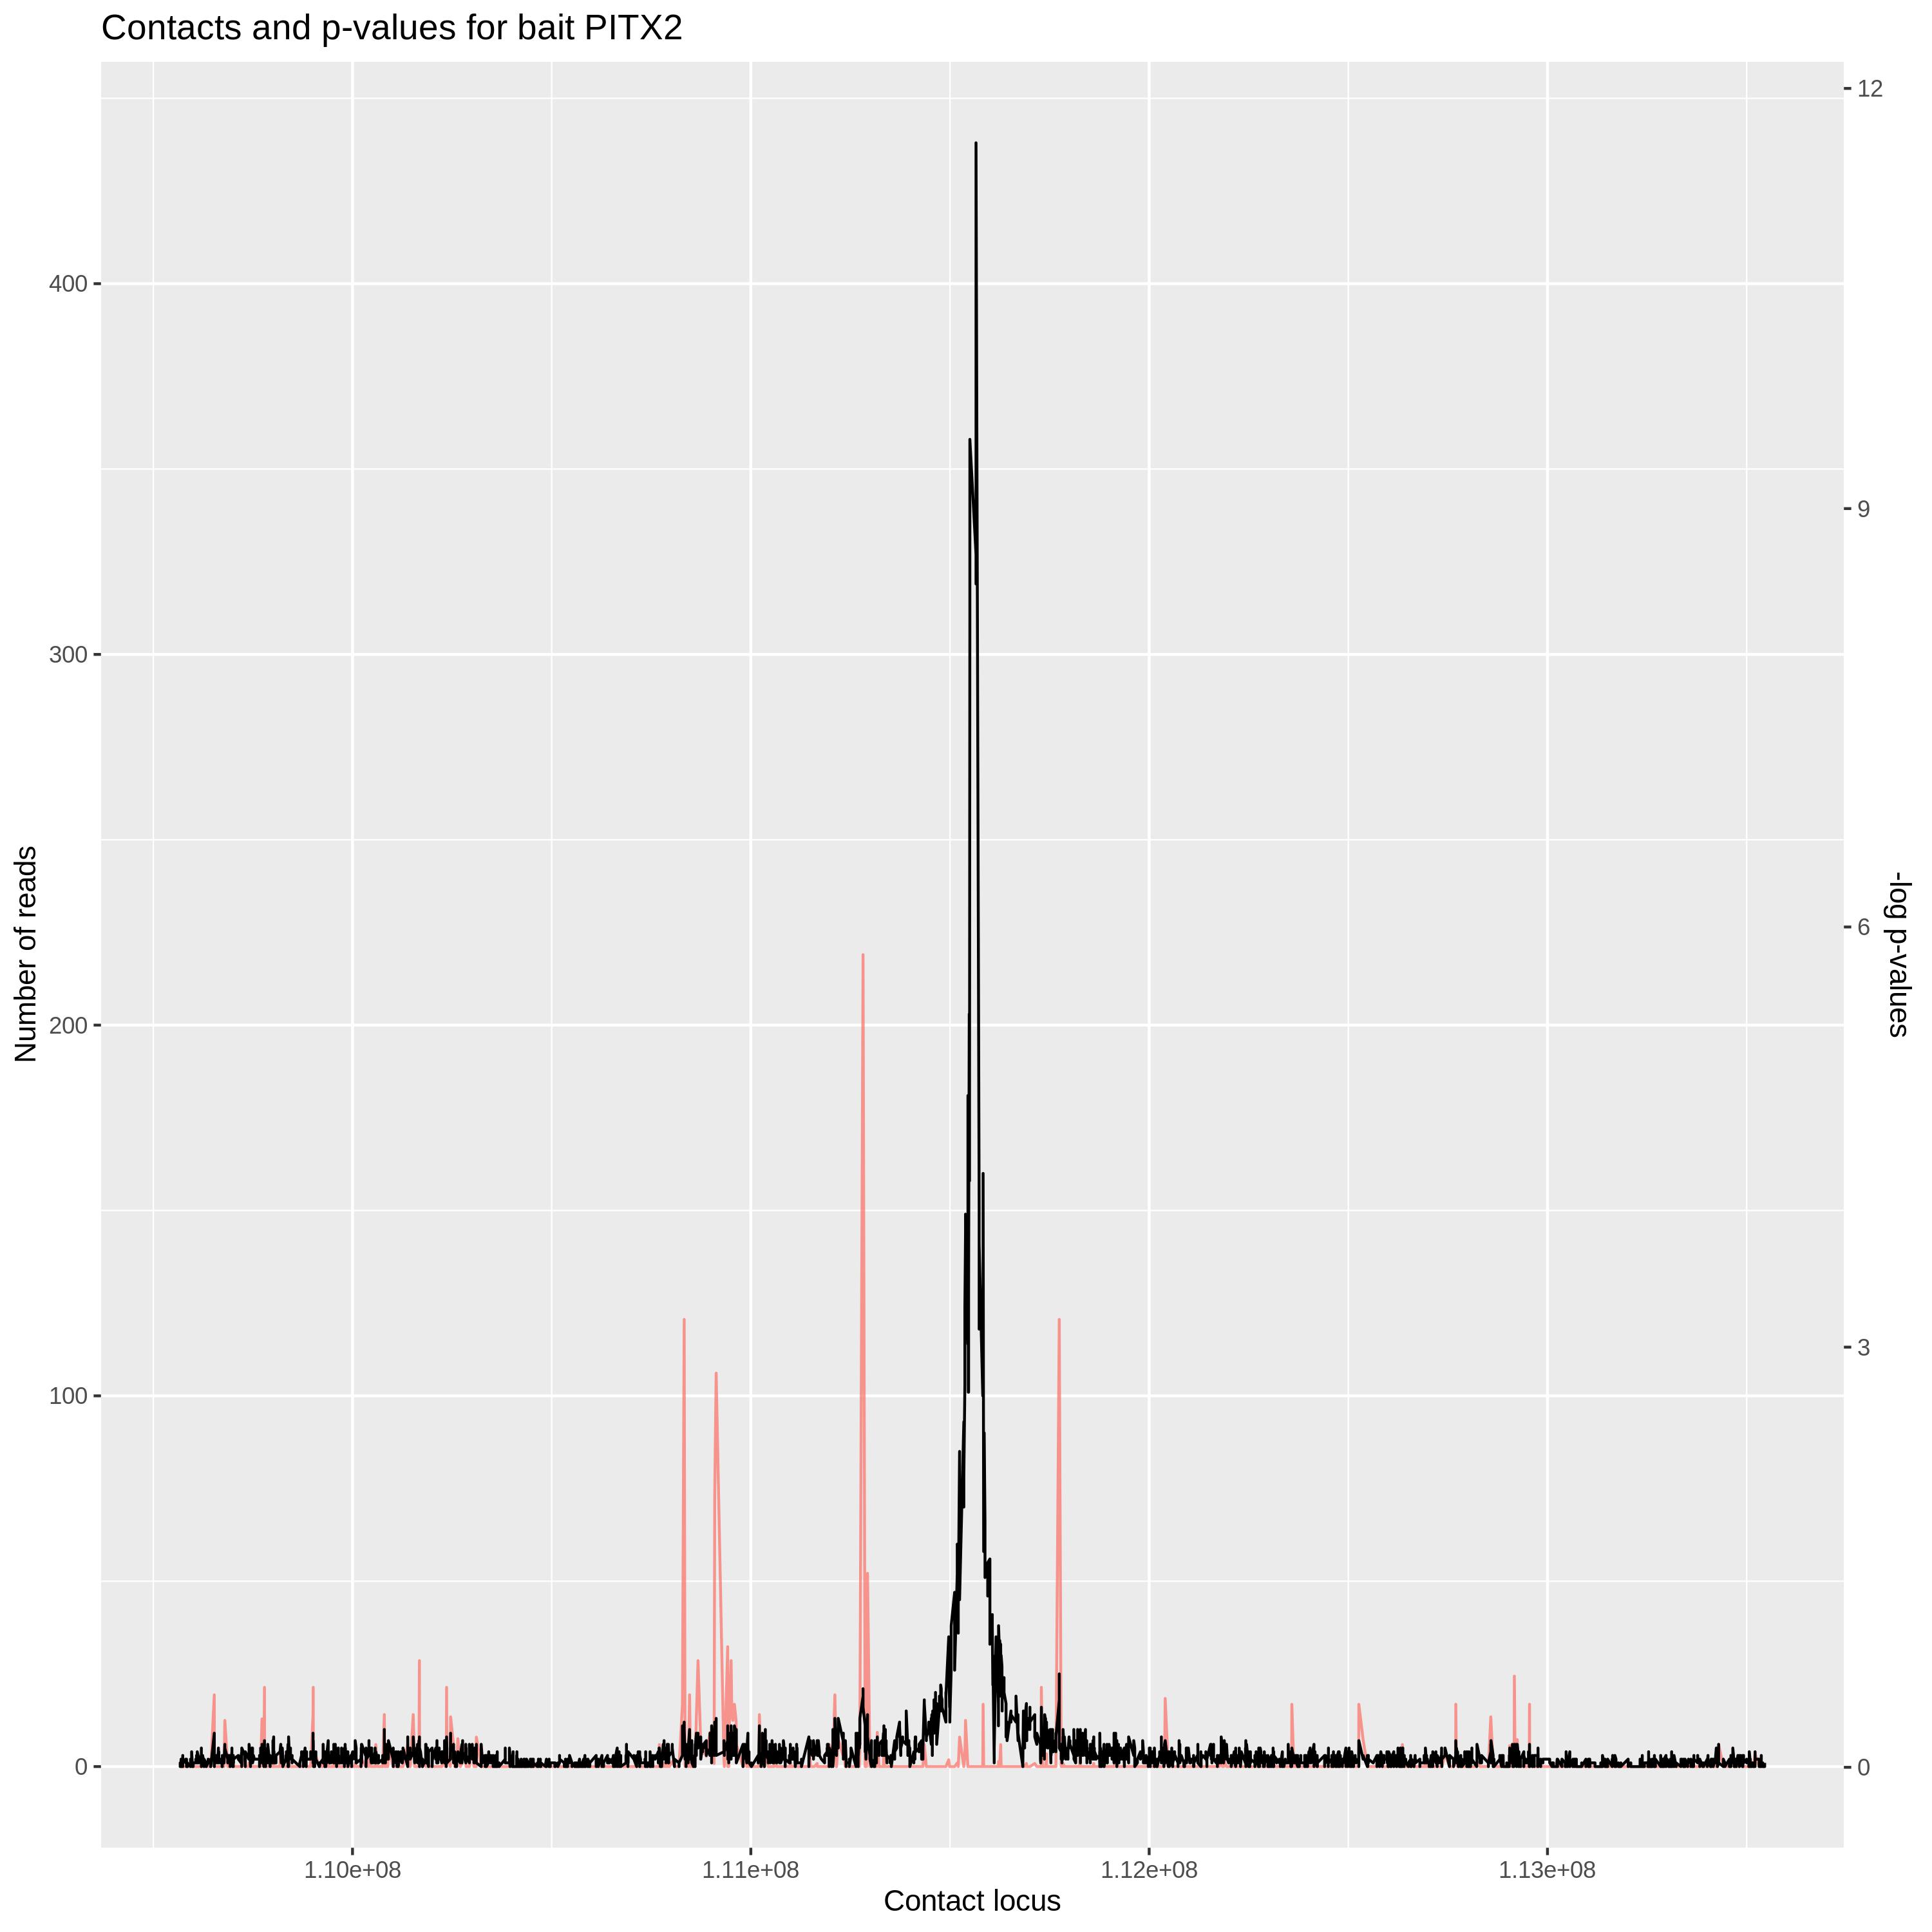 Contacts and p-values for bait PITX2
Number of reads
400
300
200
100
0
12
9
6
3
0
-log p-values
1.10e+08
1.11e+08
1.12e+08
1.13e+08
Contact locus